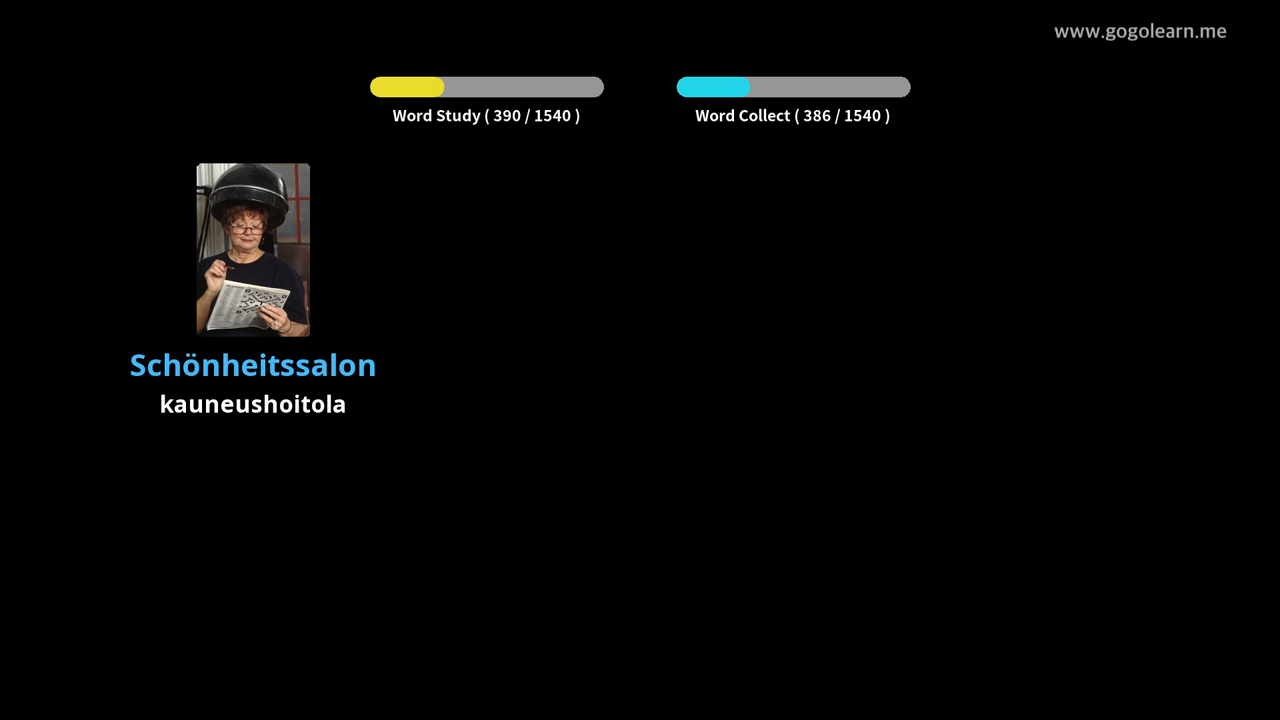 www.gogolearn.me
Word Study ( 390 / 1540 )
Word Collect ( 386 / 1540 )
Schönheitssalon
kauneushoitola